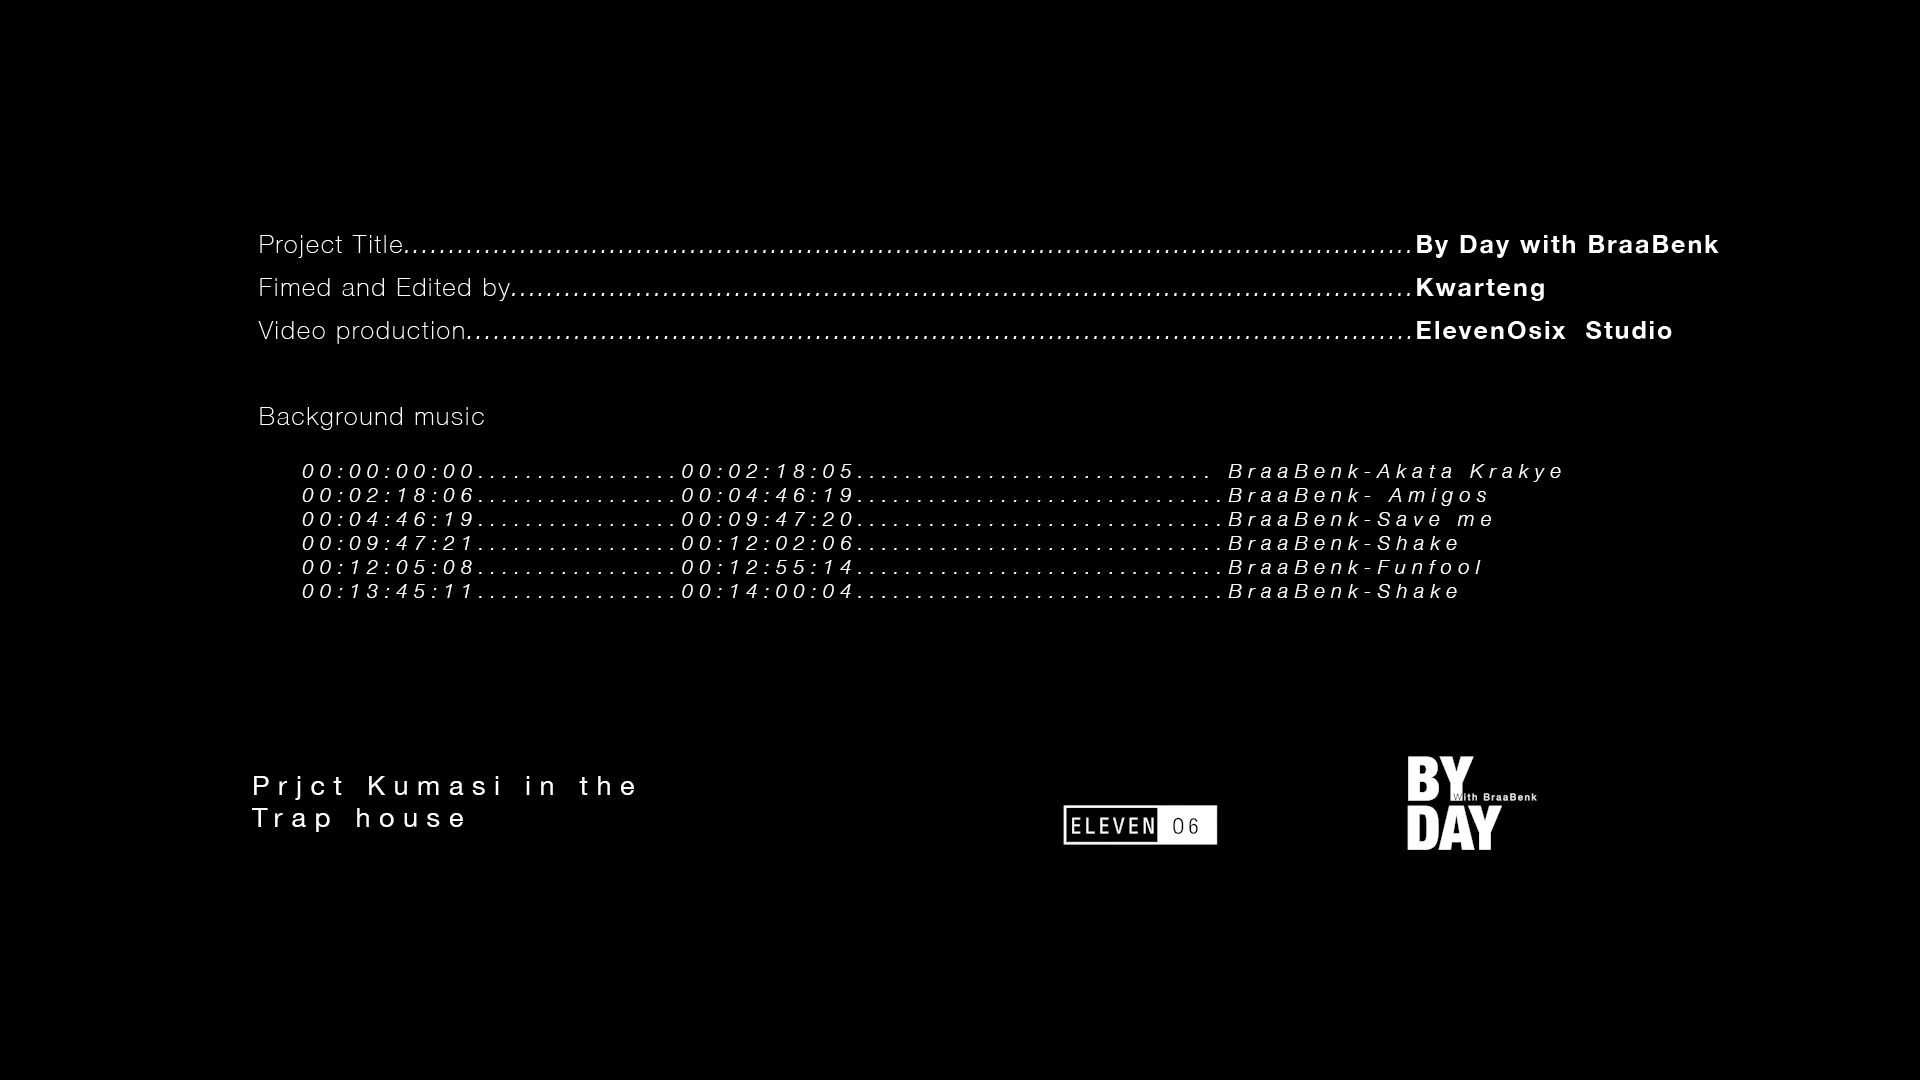 Project Title................................................................................................................By Day with BraaBenk
Fimed and Edited by....................................................................................................Kwarteng
Video production.........................................................................................................ElevenOsix  Studio
Background music
00:00:00:00.................00:02:18:05.............................. BraaBenk-Akata Krakye
00:02:18:06.................00:04:46:19...............................BraaBenk- Amigos
00:04:46:19.................00:09:47:20...............................BraaBenk-Save me
00:09:47:21.................00:12:02:06...............................BraaBenk-Shake
00:12:05:08.................00:12:55:14...............................BraaBenk-Funfool
00:13:45:11.................00:14:00:04...............................BraaBenk-Shake
Prjct Kumasi in the
Trap house
ELEVEN 06
BY
with BraaBenk
DAY